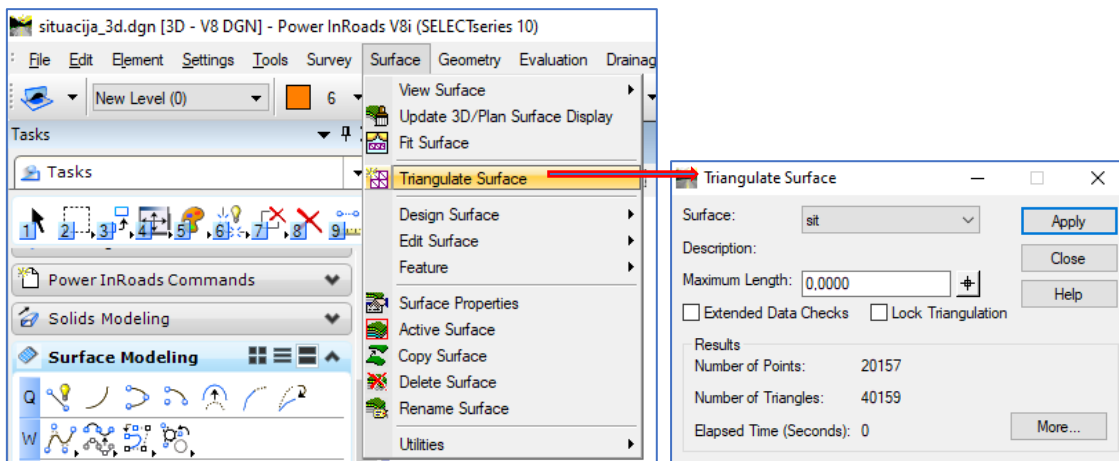 situacija_3d.dgn [3D - V8 DGN] - Power InRoads V8i (SELECTseries 10)
File Edit Element Settings Tools Survey Surface Geometry Evaluation Drainag
New Level (0) 6
Tasks
Tasks
1 2 3 4 5 6 7 8 9
Power InRoads Commands
Solids Modeling
Surface Modeling
Q
W
View Surface
Update 3D/Plan Surface Display
Fit Surface
Triangulate Surface
Design Surface
Edit Surface
Feature
Surface Properties
Active Surface
Copy Surface
Delete Surface
Rename Surface
Utilities
Triangulate Surface
Surface: sit Apply
Description: Close
Maximum Length: 0,0000 Help
Extended Data Checks Lock Triangulation
Results
Number of Points: 20157
Number of Triangles: 40159
Elapsed Time (Seconds): 0 More...